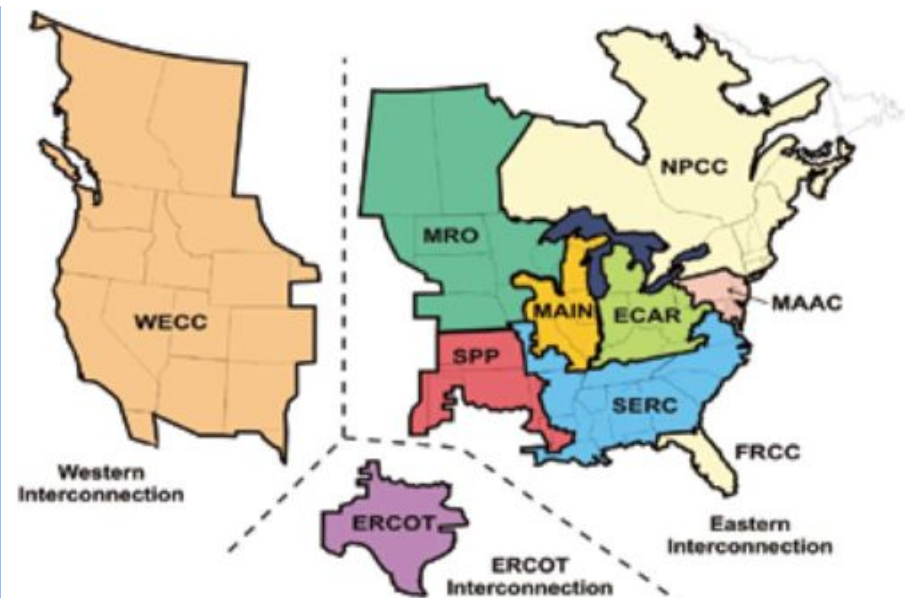 NPCC
MRO
MAAC
MAIN
ECAR
WECC
SPP
SERC
FRCC
Western
Interconnection
ERCOT
Eastern
Interconnection
ERCOT
Interconnection